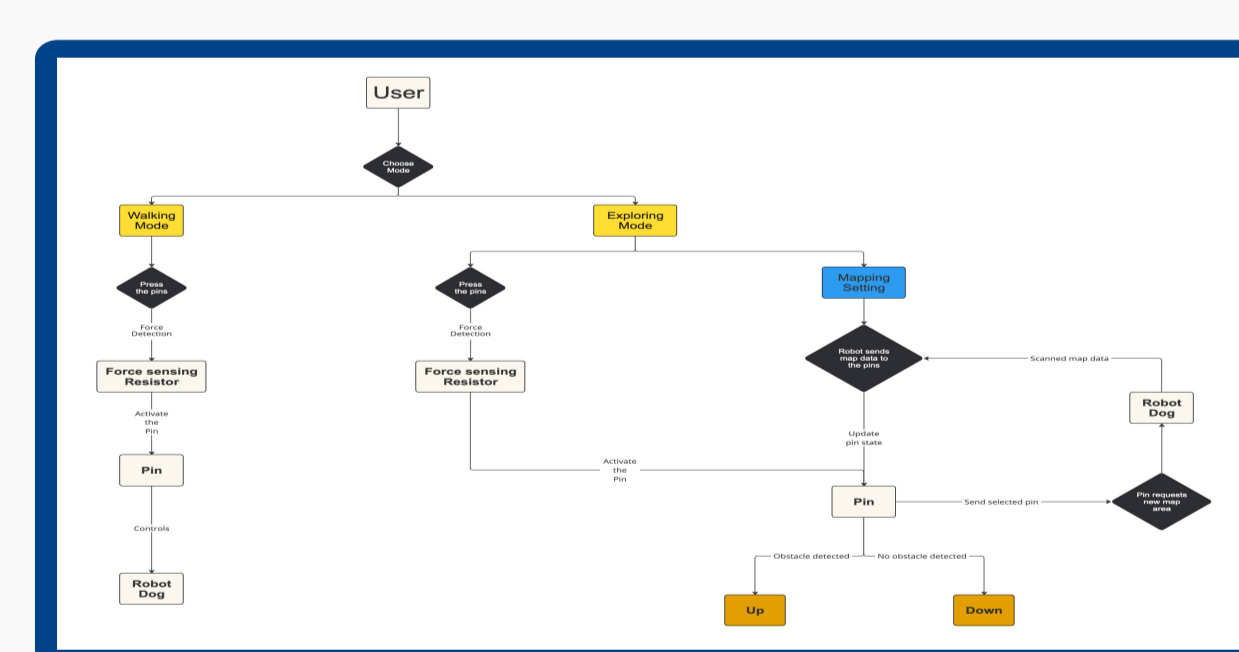 User
Choose
Mode
Walking
Mode
Exploring
Mode
Press
the pins
Press
the pins
Mapping
Setting
Force
Detection
Force
Detection
Robot sends
map data to
the pins
Scanned map data
Force sensing
Resistor
Force sensing
Resistor
Robot
Dog
Activate
the
Pin
Update
pin state
Pin
Activate
the
Pin
Pin
Send selected pin
Pin requests
new map
area
Controls
Obstacle detected
No obstacle detected
Robot
Dog
Up
Down